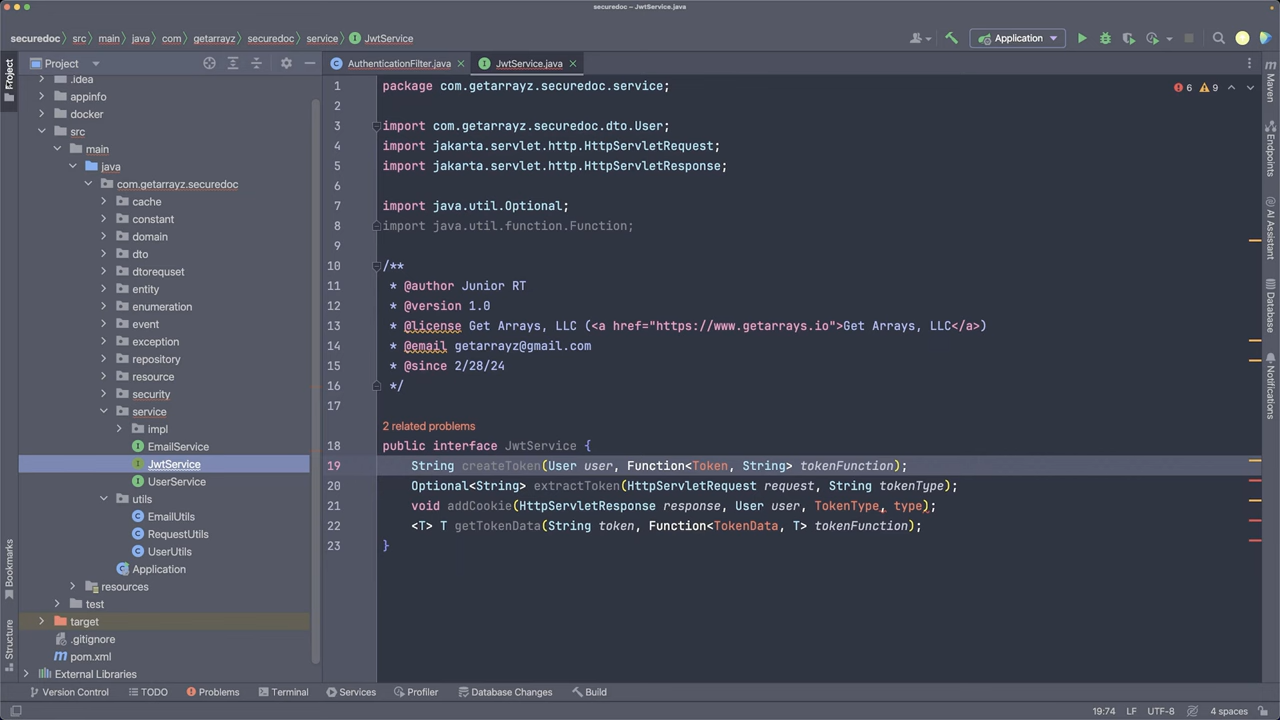 securedoc – JwtService.java
securedoc
src
main
java
com
getarrayz
securedoc
service
JwtService
Application
Project
AuthenticationFilter.java
JwtService.java
.idea
appinfo
docker
src
main
java
com.getarrayz.securedoc
cache
constant
domain
dto
dtorequset
entity
enumeration
event
exception
repository
resource
security
service
impl
EmailService
JwtService
UserService
utils
EmailUtils
RequestUtils
UserUtils
Application
resources
test
target
.gitignore
pom.xml
External Libraries
6 9
1 package com.getarrayz.securedoc.service;
2
3 import com.getarrayz.securedoc.dto.User;
4 import jakarta.servlet.http.HttpServletRequest;
5 import jakarta.servlet.http.HttpServletResponse;
6
7 import java.util.Optional;
8 import java.util.function.Function;
9
10 /**
11 * @author Junior RT
12 * @version 1.0
13 * @license Get Arrays, LLC (<a href="https://www.getarrays.io">Get Arrays, LLC</a>)
14 * @email getarrayz@gmail.com
15 * @since 2/28/24
16 */
17
2 related problems
18 public interface JwtService {
19 String createToken(User user, Function<Token, String> tokenFunction);
20 Optional<String> extractToken(HttpServletRequest request, String tokenType);
21 void addCookie(HttpServletResponse response, User user, TokenType, type);
22 <T> T getTokenData(String token, Function<TokenData, T> tokenFunction);
23 }
Project
Bookmarks
Structure
Maven
Endpoints
AI Assistant
Notifications
Version Control
TODO
Problems
Terminal
Services
Profiler
Database Changes
Build
19:74 LF UTF-8 4 spaces